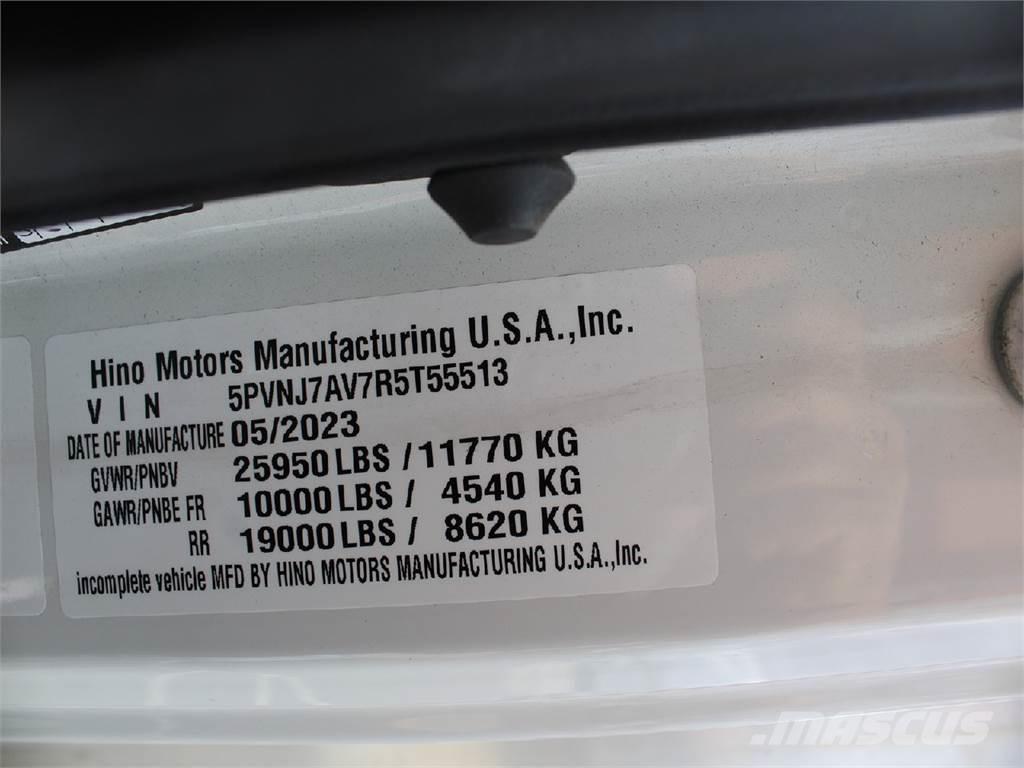 Hino Motors Manufacturing U.S.A.,Inc.
V I N 5PVNJ7AV7R5T55513
DATE OF MANUFACTURE 05/2023
GVWR/PNBV 25950 LBS / 11770 KG
GAWR/PNBE FR 10000 LBS / 4540 KG
RR 19000 LBS / 8620 KG
incomplete vehicle MFD BY HINO MOTORS MANUFACTURING U.S.A.,Inc.
MASCUS